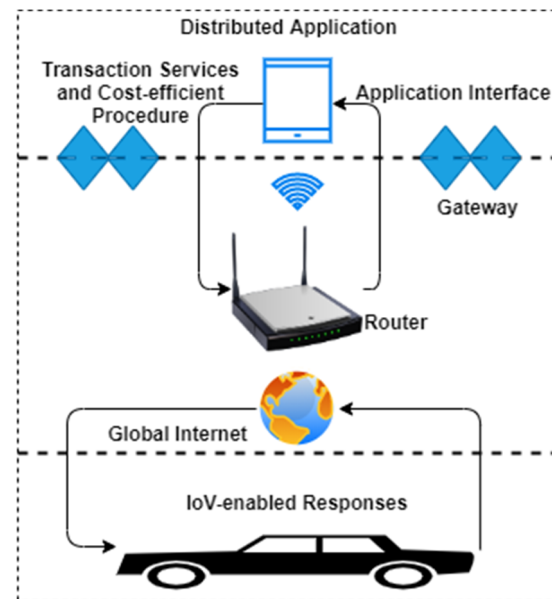 Distributed Application
Transaction Services
and Cost-efficient
Procedure
Application Interface
Gateway
Router
Global Internet
IoV-enabled Responses